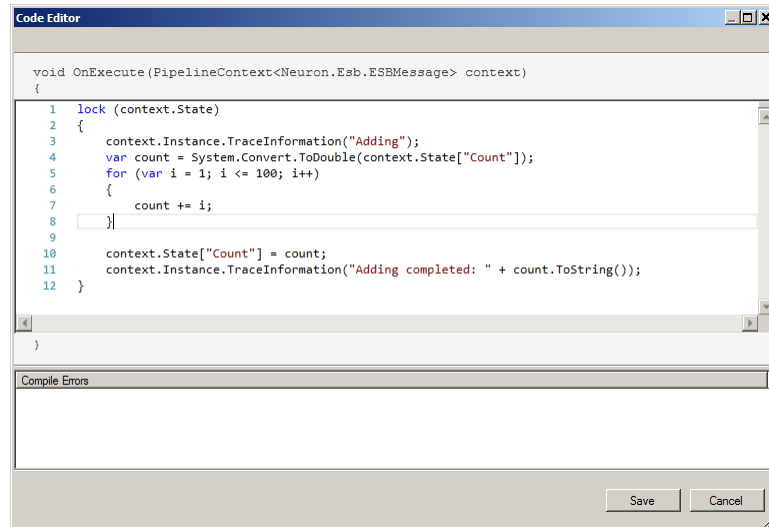 Code Editor
void OnExecute(PipelineContext<Neuron.Esb.ESBMessage> context)
{
1 lock (context.State)
2 {
3 context.Instance.TraceInformation("Adding");
4 var count = System.Convert.ToDouble(context.State["Count"]);
5 for (var i = 1; i <= 100; i++)
6 {
7 count += i;
8 }
9
10 context.State["Count"] = count;
11 context.Instance.TraceInformation("Adding completed: " + count.ToString());
12 }
}
Compile Errors
Save Cancel